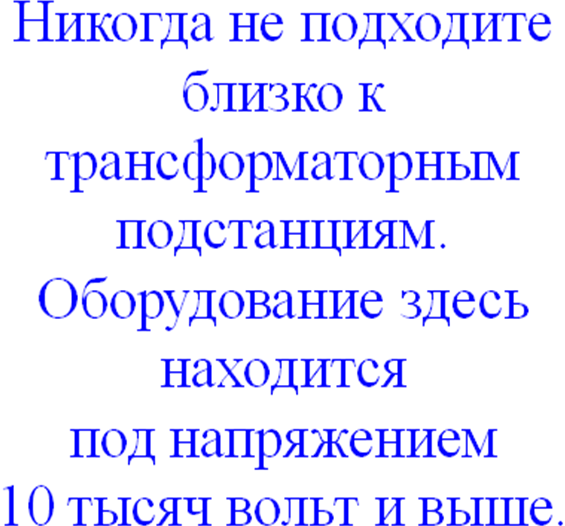 Никогда не подходите
близко к
трансформаторным
подстанциям.
Оборудование здесь
находится
под напряжением
10 тысяч вольт и выше.